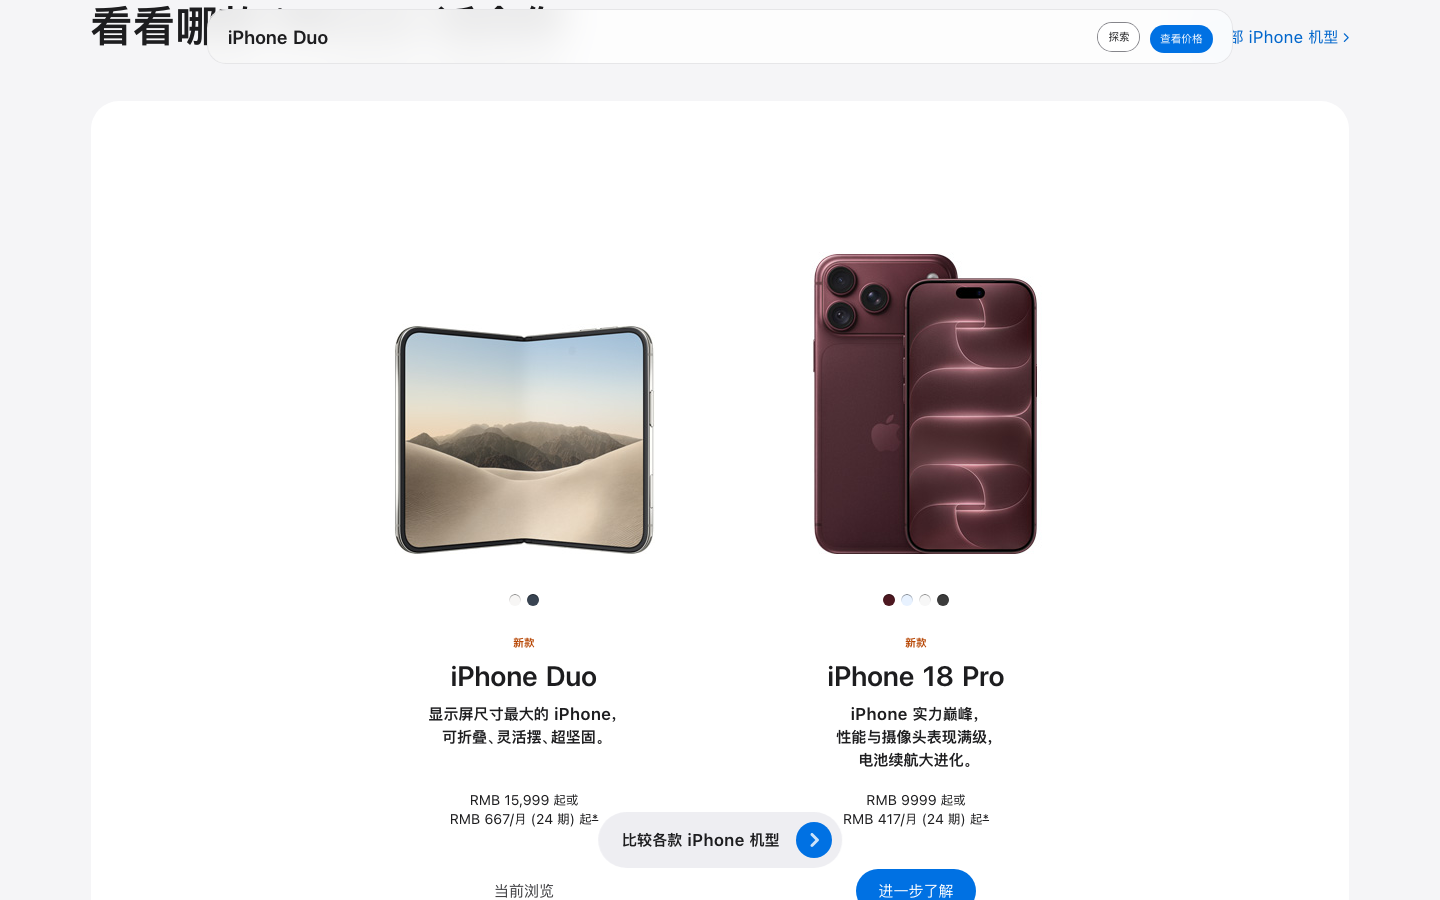 看看哪
iPhone Duo
探索
查看价格
部 iPhone 机型
新款
iPhone Duo
显示屏尺寸最大的 iPhone，
可折叠、灵活摆、超坚固。
RMB 15,999 起或
RMB 667/月 (24 期) 起*
当前浏览
新款
iPhone 18 Pro
iPhone 实力巅峰，
性能与摄像头表现满级，
电池续航大进化。
RMB 9999 起或
RMB 417/月 (24 期) 起*
进一步了解
比较各款 iPhone 机型